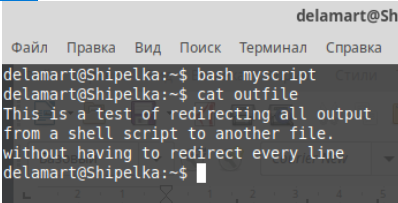 delamart@Sh
Файл Правка Вид Поиск Терминал Справка
delamart@Shipelka:~$ bash myscript
delamart@Shipelka:~$ cat outfile
This is a test of redirecting all output
from a shell script to another file.
without having to redirect every line
delamart@Shipelka:~$